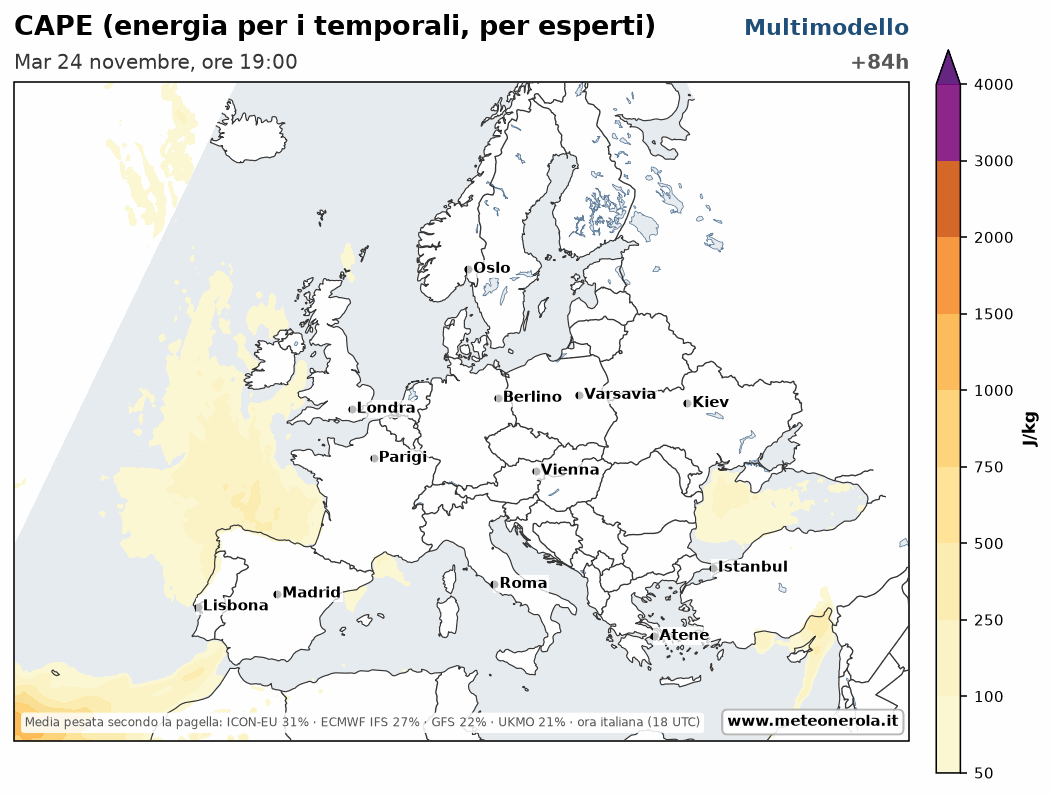 CAPE (energia per i temporali, per esperti)
Multimodello
Mar 24 novembre, ore 19:00
+84h
4000
3000
2000
1500
1000
750
500
250
100
50
J/kg
Oslo
Londra
Berlino
Varsavia
Kiev
Parigi
Vienna
Istanbul
Roma
Madrid
Lisbona
Atene
Media pesata secondo la pagella: ICON-EU 31% · ECMWF IFS 27% · GFS 22% · UKMO 21% · ora italiana (18 UTC)
www.meteonerola.it